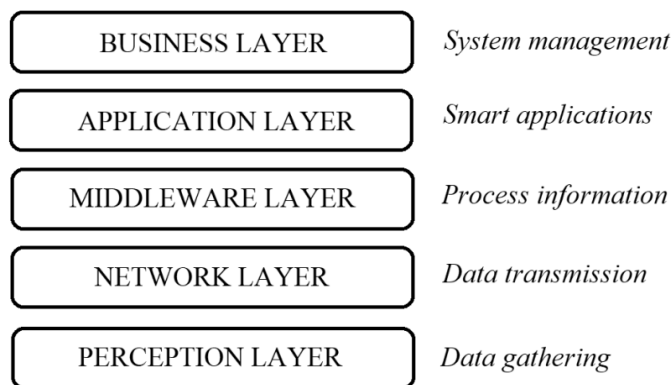 BUSINESS LAYER System management
APPLICATION LAYER Smart applications
MIDDLEWARE LAYER Process information
NETWORK LAYER Data transmission
PERCEPTION LAYER Data gathering